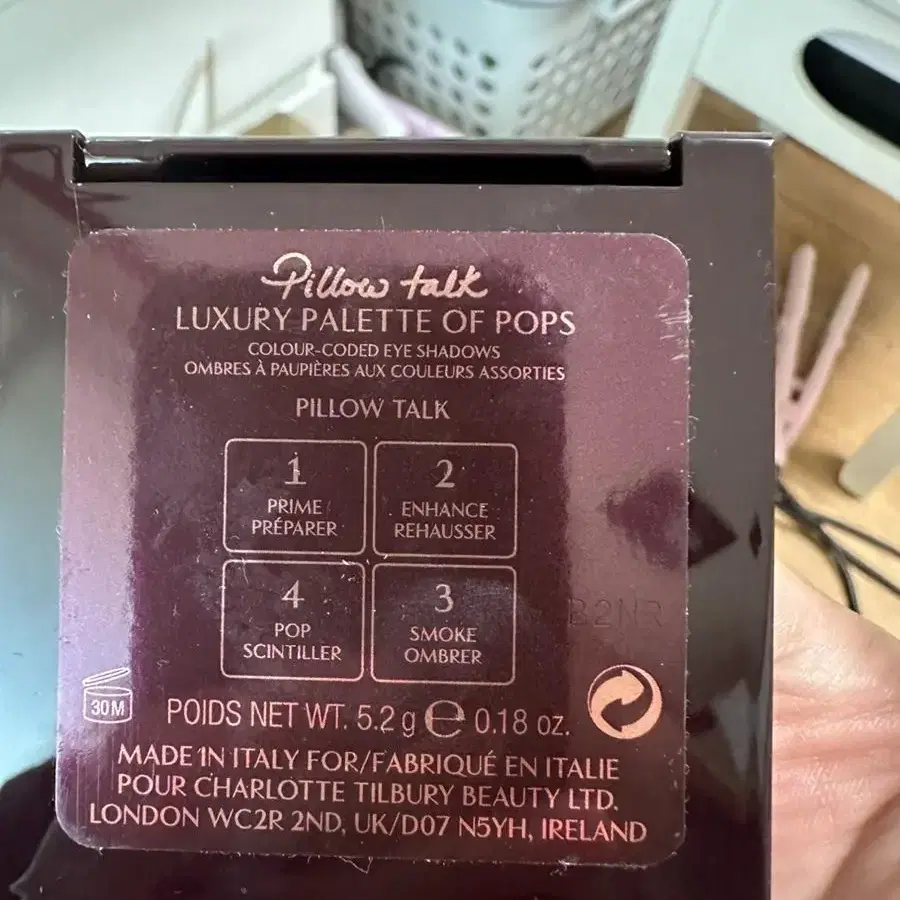 Pillow talk
LUXURY PALETTE OF POPS
COLOUR-CODED EYE SHADOWS
OMBRES À PAUPIÈRES AUX COULEURS ASSORTIES
PILLOW TALK
1
PRIME
PRÉPARER
2
ENHANCE
REHAUSSER
4
POP
SCINTILLER
3
SMOKE
OMBRER
B2NR
30M
POIDS NET WT. 5.2 g e 0.18 oz.
MADE IN ITALY FOR/FABRIQUÉ EN ITALIE
POUR CHARLOTTE TILBURY BEAUTY LTD.
LONDON WC2R 2ND, UK/D07 N5YH, IRELAND